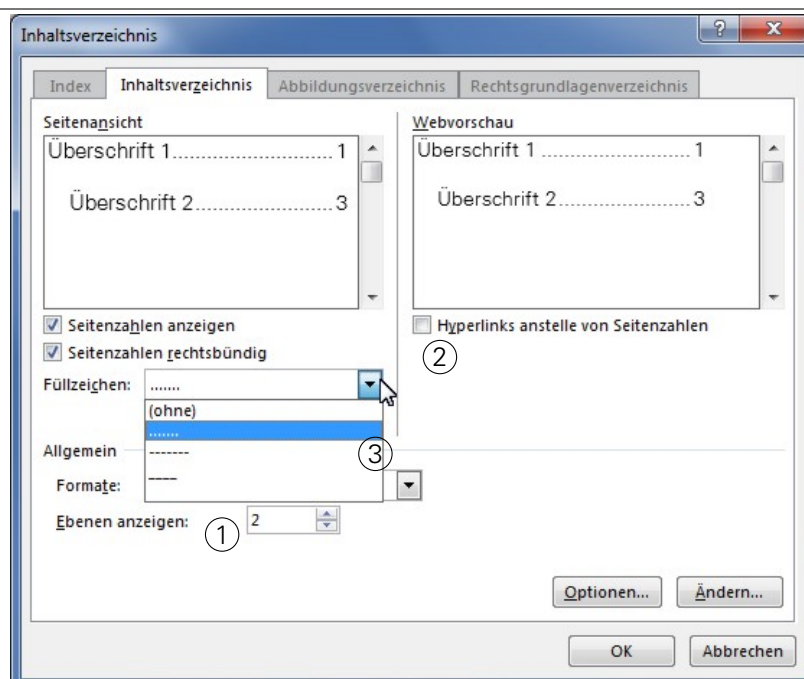 Inhaltsverzeichnis
Index Inhaltsverzeichnis Abbildungsverzeichnis Rechtsgrundlagenverzeichnis
Seitenansicht
Überschrift 1................................1
Überschrift 2........................3
Webvorschau
Überschrift 1 ............................1
Überschrift 2........................3
Seitenzahlen anzeigen
Seitenzahlen rechtsbündig
Hyperlinks anstelle von Seitenzahlen
②
Füllzeichen: .......
(ohne)
.......
-------
____
③
Allgemein
Formate:
Ebenen anzeigen: ① 2
Optionen... Ändern...
OK Abbrechen